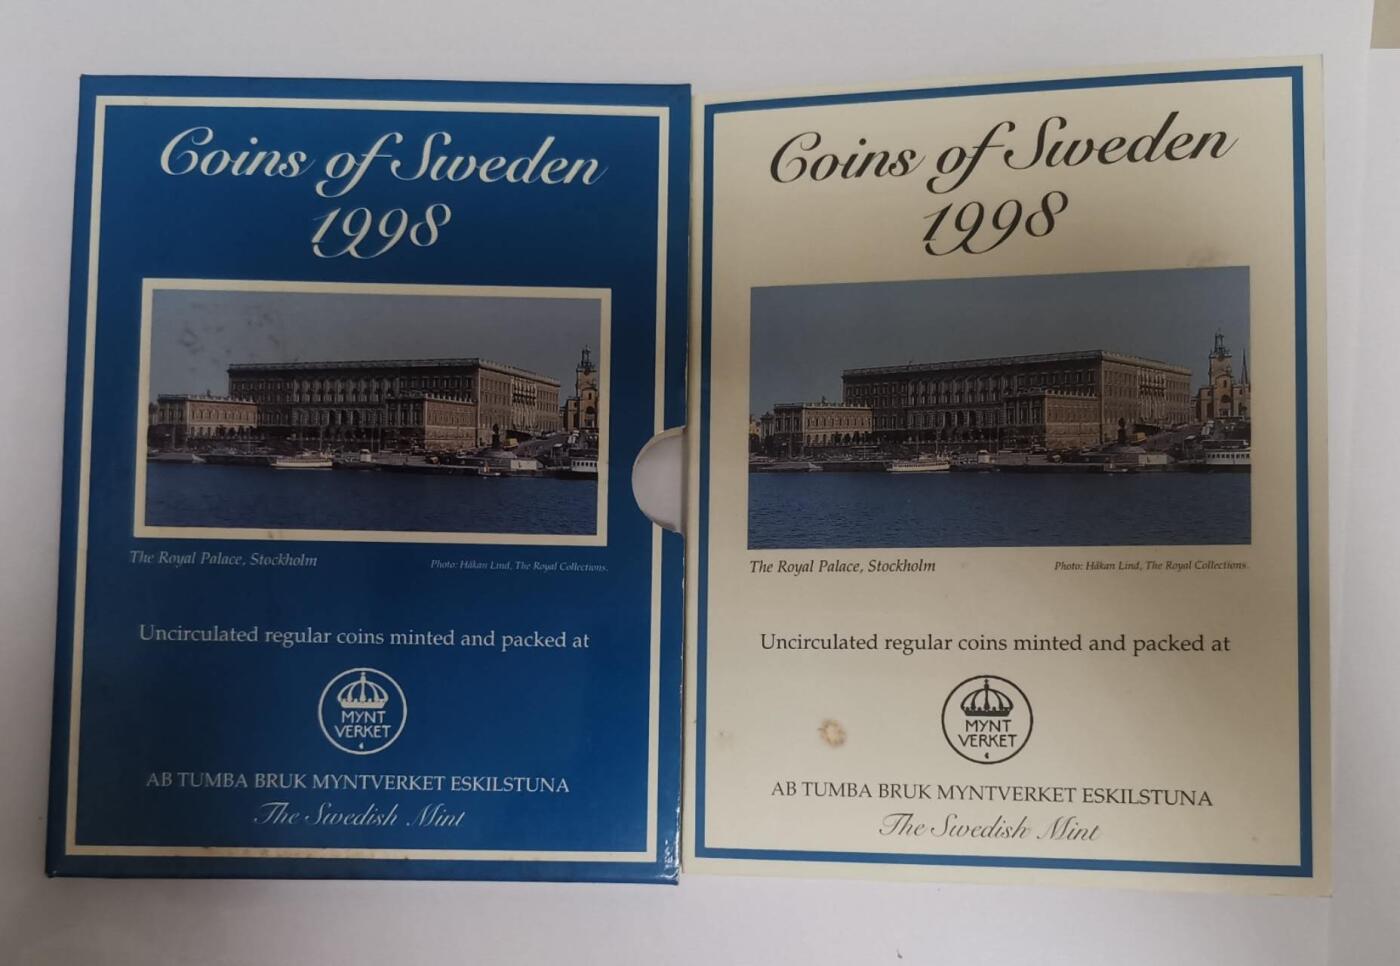 Coins of Sweden
1998
The Royal Palace, Stockholm
Photo: Håkan Lind, The Royal Collections.
Uncirculated regular coins minted and packed at
MYNT
VERKET
AB TUMBA BRUK MYNTVERKET ESKILSTUNA
The Swedish Mint
Coins of Sweden
1998
The Royal Palace, Stockholm
Photo: Håkan Lind, The Royal Collections.
Uncirculated regular coins minted and packed at
MYNT
VERKET
AB TUMBA BRUK MYNTVERKET ESKILSTUNA
The Swedish Mint